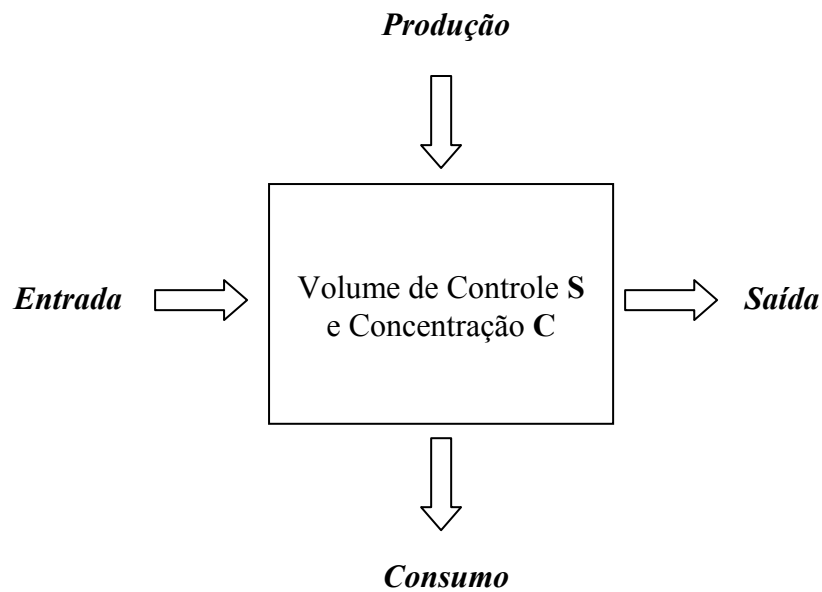 Produção
Entrada
Volume de Controle S
e Concentração C
Saída
Consumo